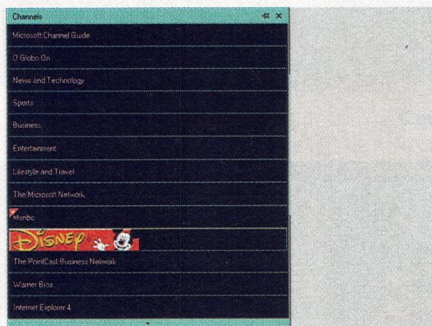 Channels
Microsoft Channel Guide
O Globo On
News and Technology
Sports
Business
Entertainment
Lifestyle and Travel
The Microsoft Network
Msnbc
DISNEY
The PointCast Business Network
Warner Bros
Internet Explorer 4